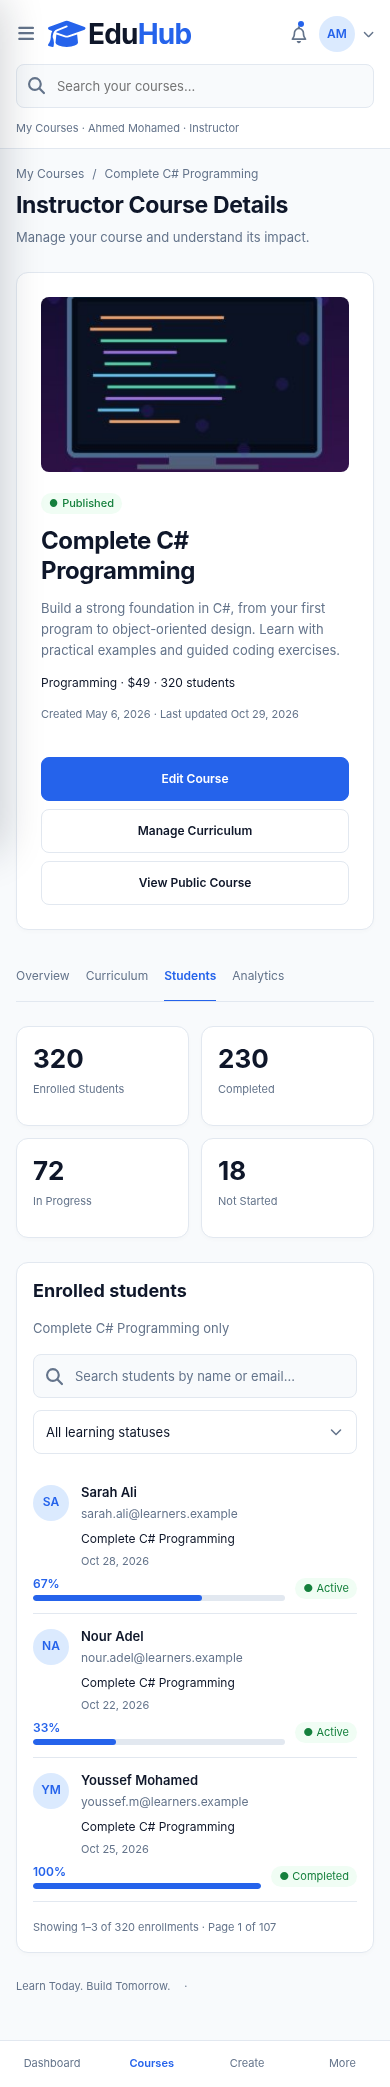 EduHub
AM
Search your courses...
My Courses · Ahmed Mohamed · Instructor
My Courses / Complete C# Programming
Instructor Course Details
Manage your course and understand its impact.
Published
Complete C#
Programming
Build a strong foundation in C#, from your first
program to object-oriented design. Learn with
practical examples and guided coding exercises.
Programming · $49 · 320 students
Created May 6, 2026 · Last updated Oct 29, 2026
Edit Course
Manage Curriculum
View Public Course
Overview Curriculum Students Analytics
320 230
Enrolled Students Completed
72 18
In Progress Not Started
Enrolled students
Complete C# Programming only
Search students by name or email...
All learning statuses
SA Sarah Ali
sarah.ali@learners.example
Complete C# Programming
Oct 28, 2026
67% Active
NA Nour Adel
nour.adel@learners.example
Complete C# Programming
Oct 22, 2026
33% Active
YM Youssef Mohamed
youssef.m@learners.example
Complete C# Programming
Oct 25, 2026
100% Completed
Showing 1–3 of 320 enrollments · Page 1 of 107
Learn Today. Build Tomorrow. ·
Dashboard Courses Create More